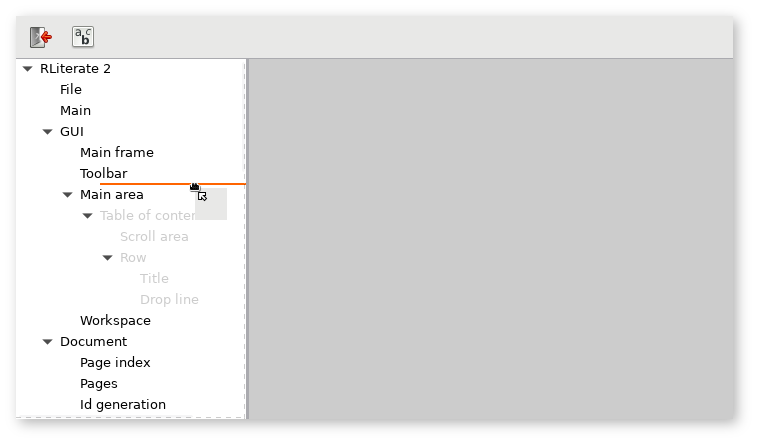 a c b
RLiterate 2
File
Main
GUI
Main frame
Toolbar
Main area
Table of conten
Scroll area
Row
Title
Drop line
Workspace
Document
Page index
Pages
Id generation